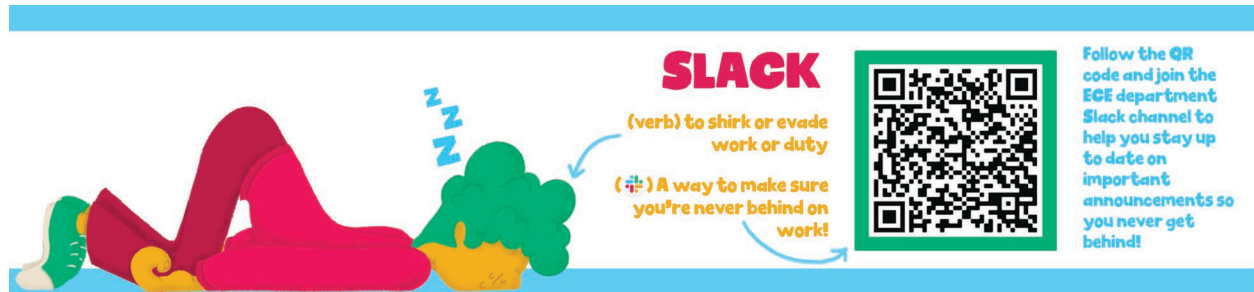 Z
Z
Z
Z
SLACK
(verb) to shirk or evade
work or duty
( ) A way to make sure
you're never behind on
work!
Follow the QR
code and join the
ECE department
Slack channel to
help you stay up
to date on
important
announcements so
you never get
behind!